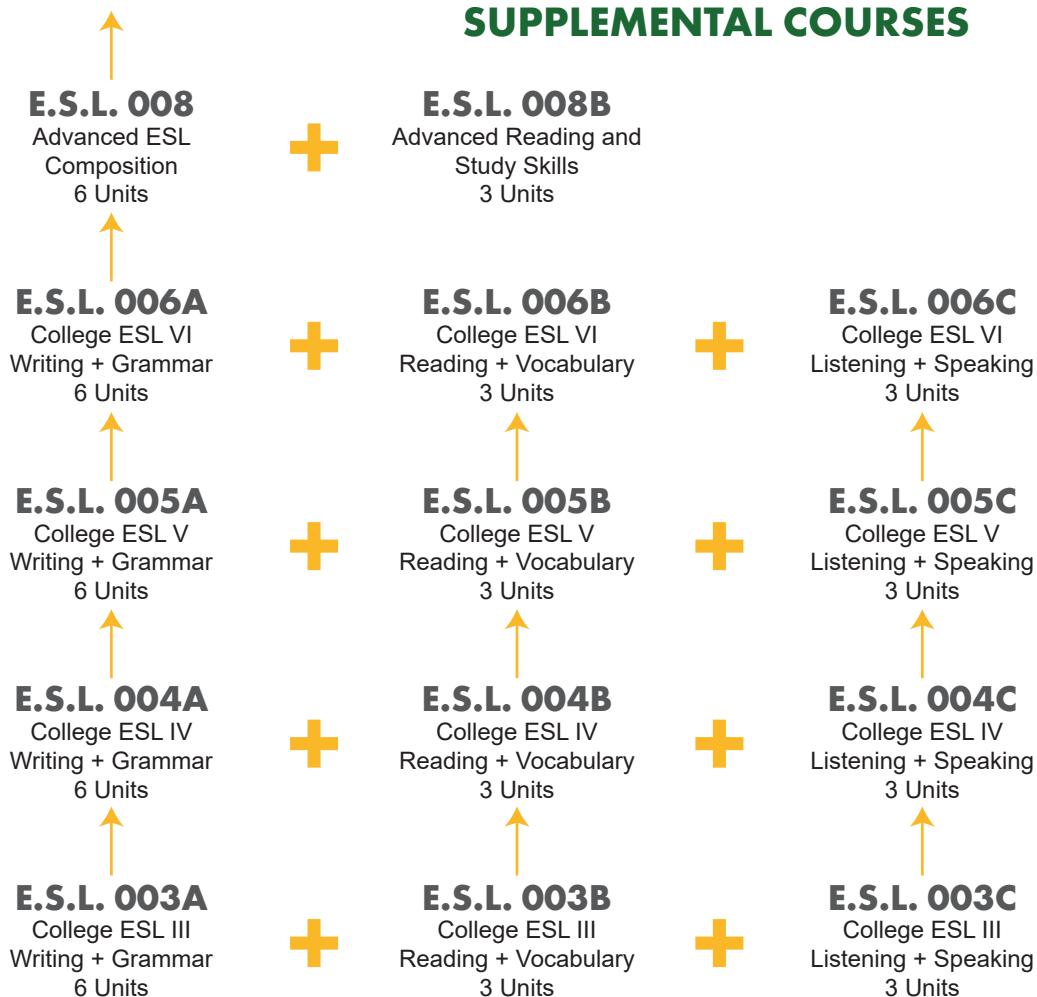 SUPPLEMENTAL COURSES
E.S.L. 008
Advanced ESL
Composition
6 Units
E.S.L. 008B
Advanced Reading and
Study Skills
3 Units
E.S.L. 006A
College ESL VI
Writing + Grammar
6 Units
E.S.L. 006B
College ESL VI
Reading + Vocabulary
3 Units
E.S.L. 006C
College ESL VI
Listening + Speaking
3 Units
E.S.L. 005A
College ESL V
Writing + Grammar
6 Units
E.S.L. 005B
College ESL V
Reading + Vocabulary
3 Units
E.S.L. 005C
College ESL V
Listening + Speaking
3 Units
E.S.L. 004A
College ESL IV
Writing + Grammar
6 Units
E.S.L. 004B
College ESL IV
Reading + Vocabulary
3 Units
E.S.L. 004C
College ESL IV
Listening + Speaking
3 Units
E.S.L. 003A
College ESL III
Writing + Grammar
6 Units
E.S.L. 003B
College ESL III
Reading + Vocabulary
3 Units
E.S.L. 003C
College ESL III
Listening + Speaking
3 Units